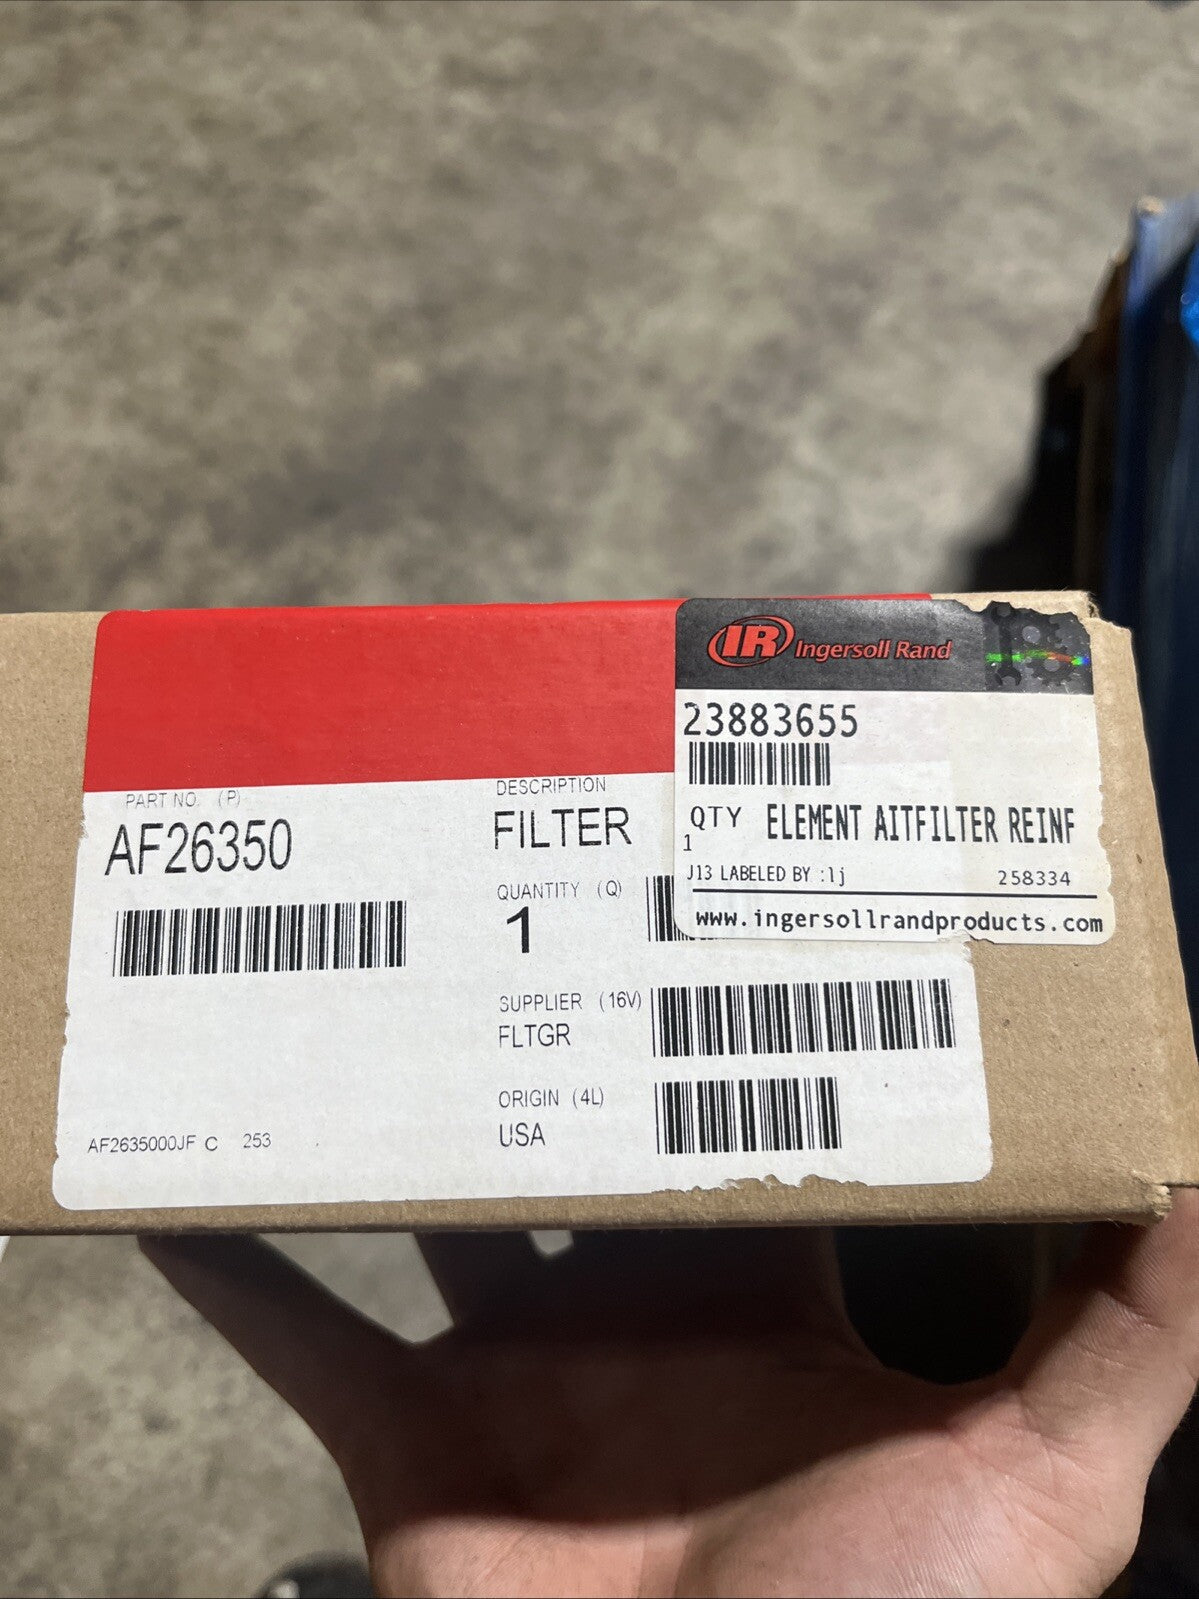 IR Ingersoll Rand
23883655
QTY ELEMENT AITFILTER REINF
1
J13 LABELED BY :lj 258334
www.ingersollrandproducts.com
PART NO. (P)
AF26350
DESCRIPTION
FILTER
QUANTITY (Q)
1
SUPPLIER (16V)
FLTGR
ORIGIN (4L)
USA
AF2635000JF C 253